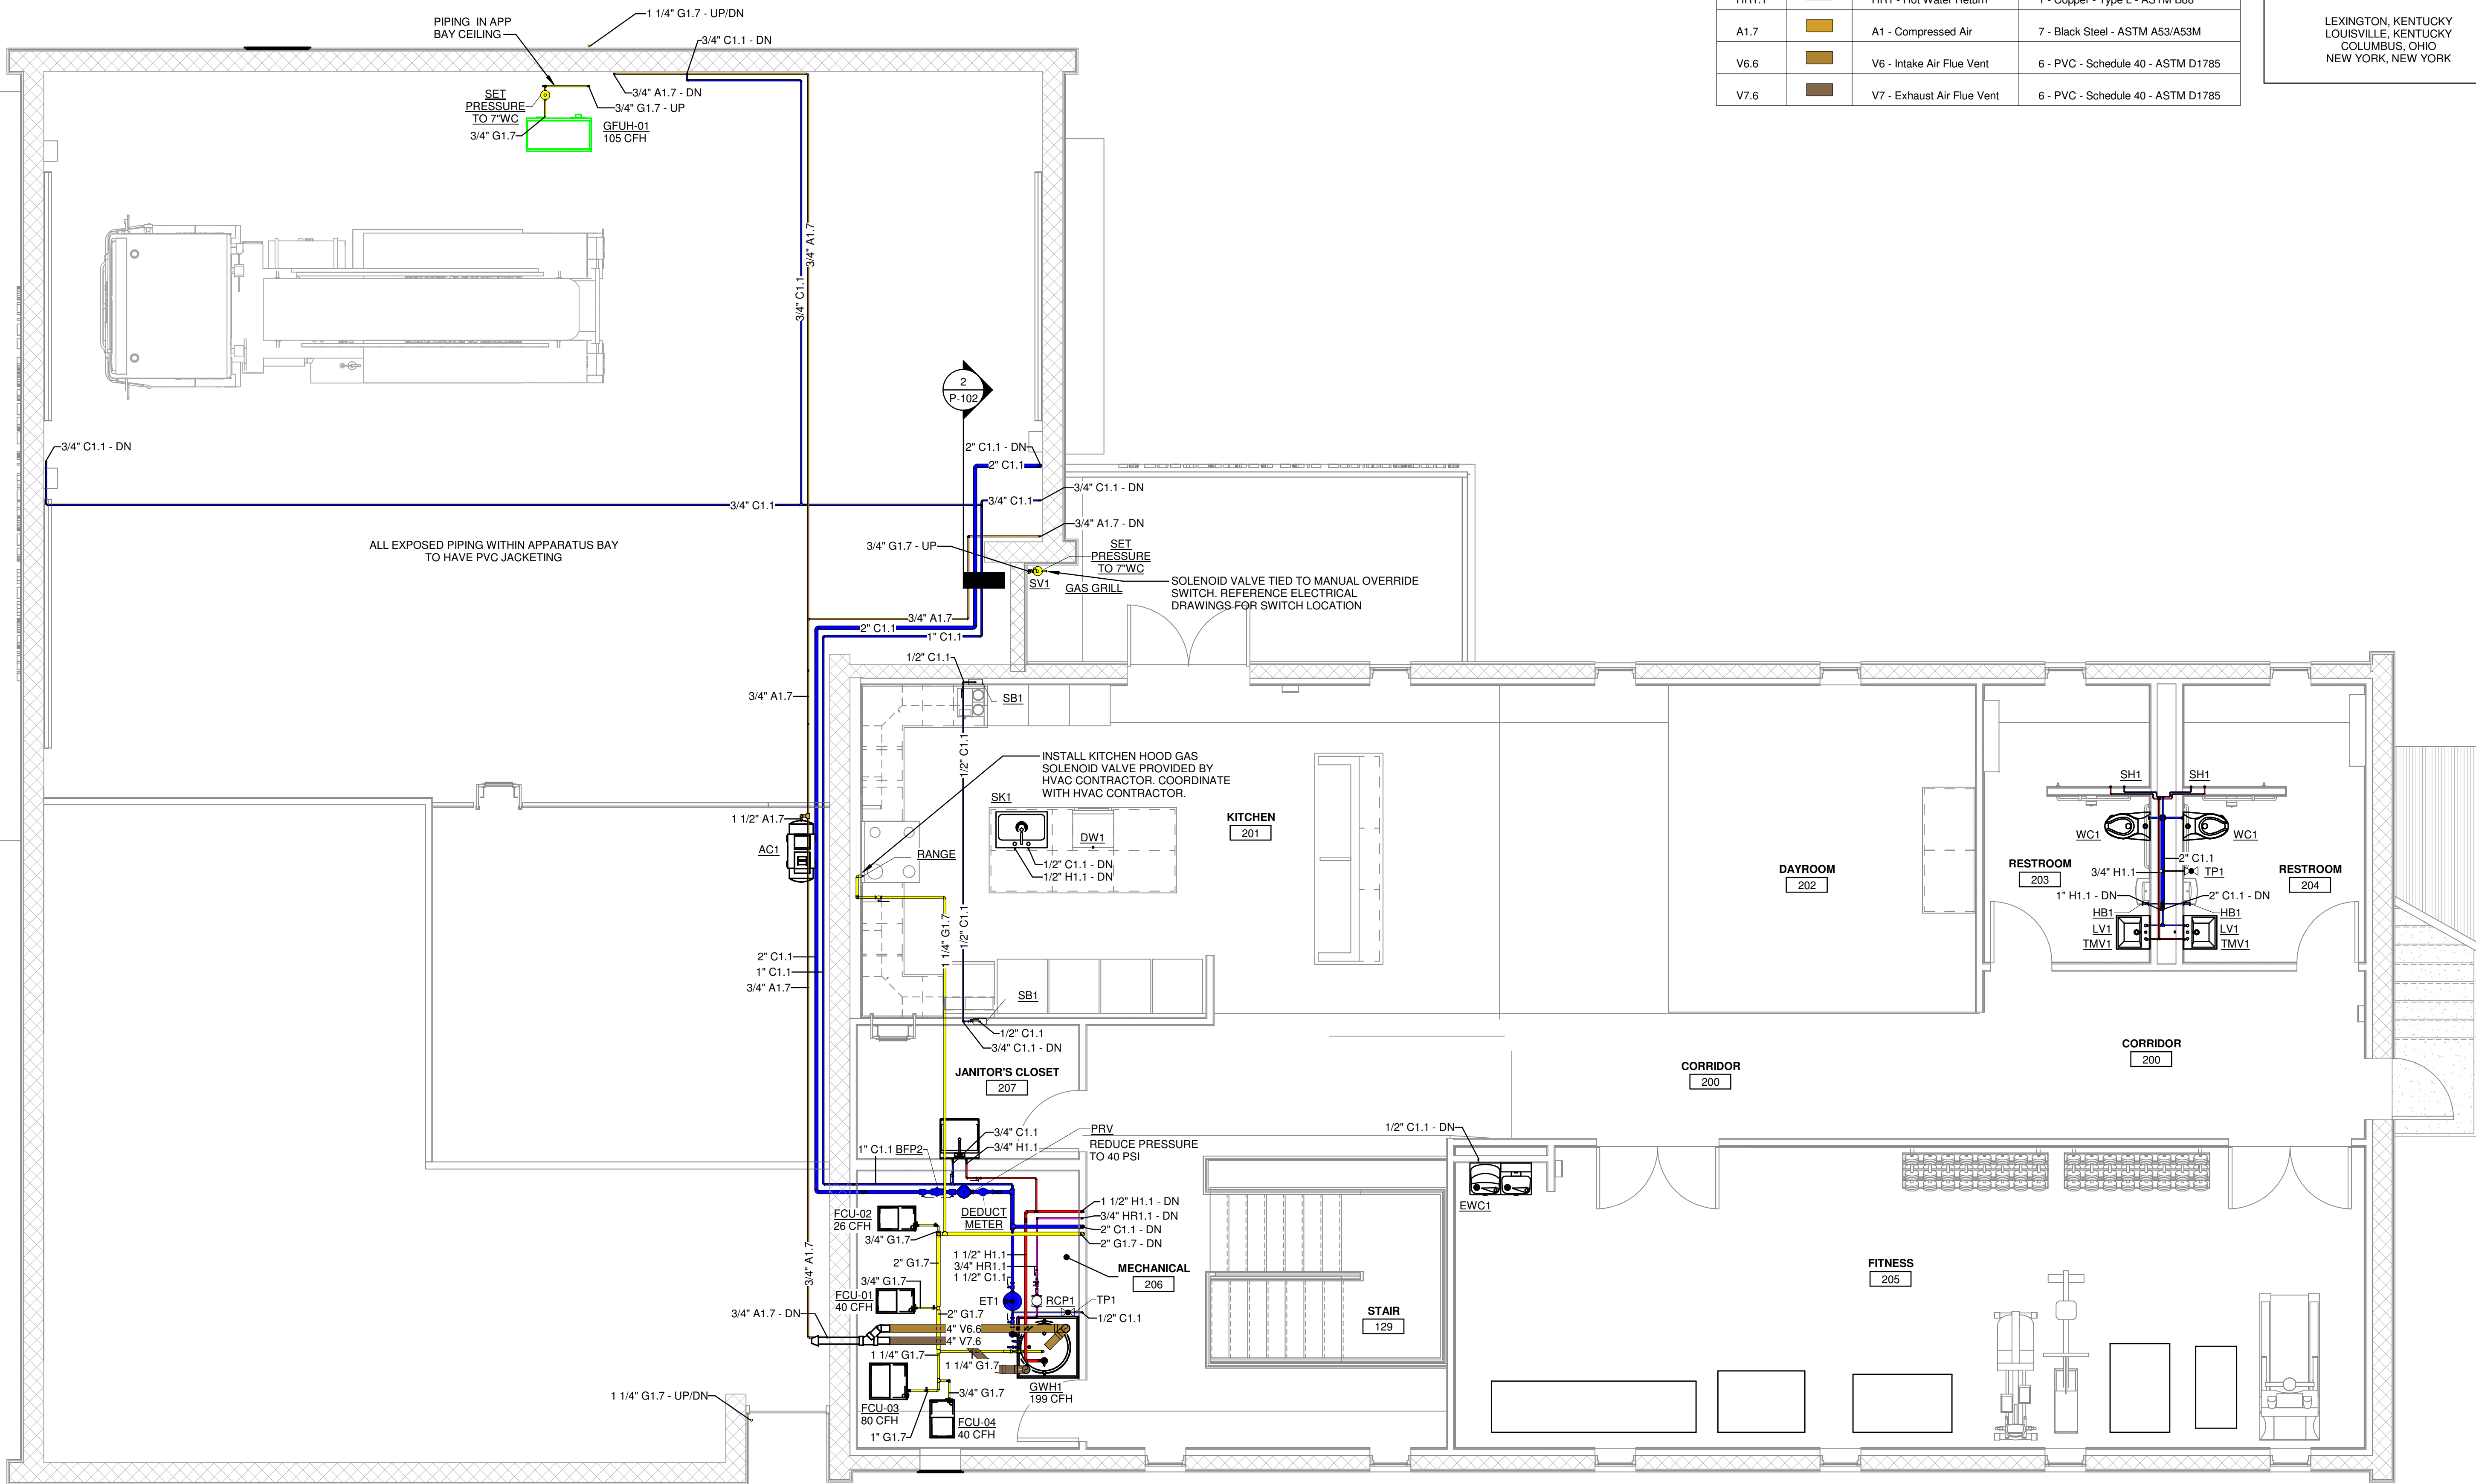 HR1.1
HR1 - Hot Water Return
1 - Copper - Type L - ASTM B88
A1.7
A1 - Compressed Air
7 - Black Steel - ASTM A53/A53M
V6.6
V6 - Intake Air Flue Vent
6 - PVC - Schedule 40 - ASTM D1785
V7.6
V7 - Exhaust Air Flue Vent
6 - PVC - Schedule 40 - ASTM D1785
LEXINGTON, KENTUCKY
LOUISVILLE, KENTUCKY
COLUMBUS, OHIO
NEW YORK, NEW YORK
1 1/4" G1.7 - UP/DN
PIPING IN APP
BAY CEILING
3/4" C1.1 - DN
3/4" A1.7 - DN
3/4" G1.7 - UP
SET
PRESSURE
TO 7"WC
3/4" G1.7
GFUH-01
105 CFH
3/4" A1.7
3/4" C1.1
2
P-102
3/4" C1.1 - DN
2" C1.1 - DN
2" C1.1
3/4" C1.1 - DN
3/4" C1.1
3/4" C1.1
3/4" A1.7 - DN
ALL EXPOSED PIPING WITHIN APPARATUS BAY
TO HAVE PVC JACKETING
3/4" G1.7 - UP
SET
PRESSURE
TO 7"WC
SV1
GAS GRILL
SOLENOID VALVE TIED TO MANUAL OVERRIDE
SWITCH. REFERENCE ELECTRICAL
DRAWINGS FOR SWITCH LOCATION
3/4" A1.7
2" C1.1
1" C1.1
1/2" C1.1
SB1
3/4" A1.7
1/2" C1.1
INSTALL KITCHEN HOOD GAS
SOLENOID VALVE PROVIDED BY
HVAC CONTRACTOR. COORDINATE
WITH HVAC CONTRACTOR.
SK1
DW1
KITCHEN
201
1 1/2" A1.7
AC1
RANGE
1/2" C1.1 - DN
1/2" H1.1 - DN
DAYROOM
202
SH1
SH1
WC1
WC1
RESTROOM
203
2" C1.1
3/4" H1.1
TP1
RESTROOM
204
1" H1.1 - DN
2" C1.1 - DN
HB1
HB1
LV1
LV1
TMV1
TMV1
1 1/4" G1.7
1/2" C1.1
2" C1.1
1" C1.1
3/4" A1.7
SB1
1/2" C1.1
3/4" C1.1 - DN
JANITOR'S CLOSET
207
CORRIDOR
200
CORRIDOR
200
1" C1.1
BFP2
3/4" C1.1
3/4" H1.1
PRV
REDUCE PRESSURE
TO 40 PSI
1/2" C1.1 - DN
EWC1
FCU-02
26 CFH
3/4" G1.7
DEDUCT
METER
1 1/2" H1.1 - DN
3/4" HR1.1 - DN
2" C1.1 - DN
2" G1.7 - DN
3/4" A1.7
2" G1.7
1 1/2" H1.1
3/4" HR1.1
1 1/2" C1.1
MECHANICAL
206
FITNESS
205
3/4" G1.7
FCU-01
40 CFH
2" G1.7
ET1
RCP1
TP1
1/2" C1.1
STAIR
129
3/4" A1.7 - DN
4" V6.6
4" V7.6
1 1/4" G1.7
1 1/4" G1.7
GWH1
199 CFH
3/4" G1.7
1 1/4" G1.7 - UP/DN
FCU-03
80 CFH
1" G1.7
FCU-04
40 CFH